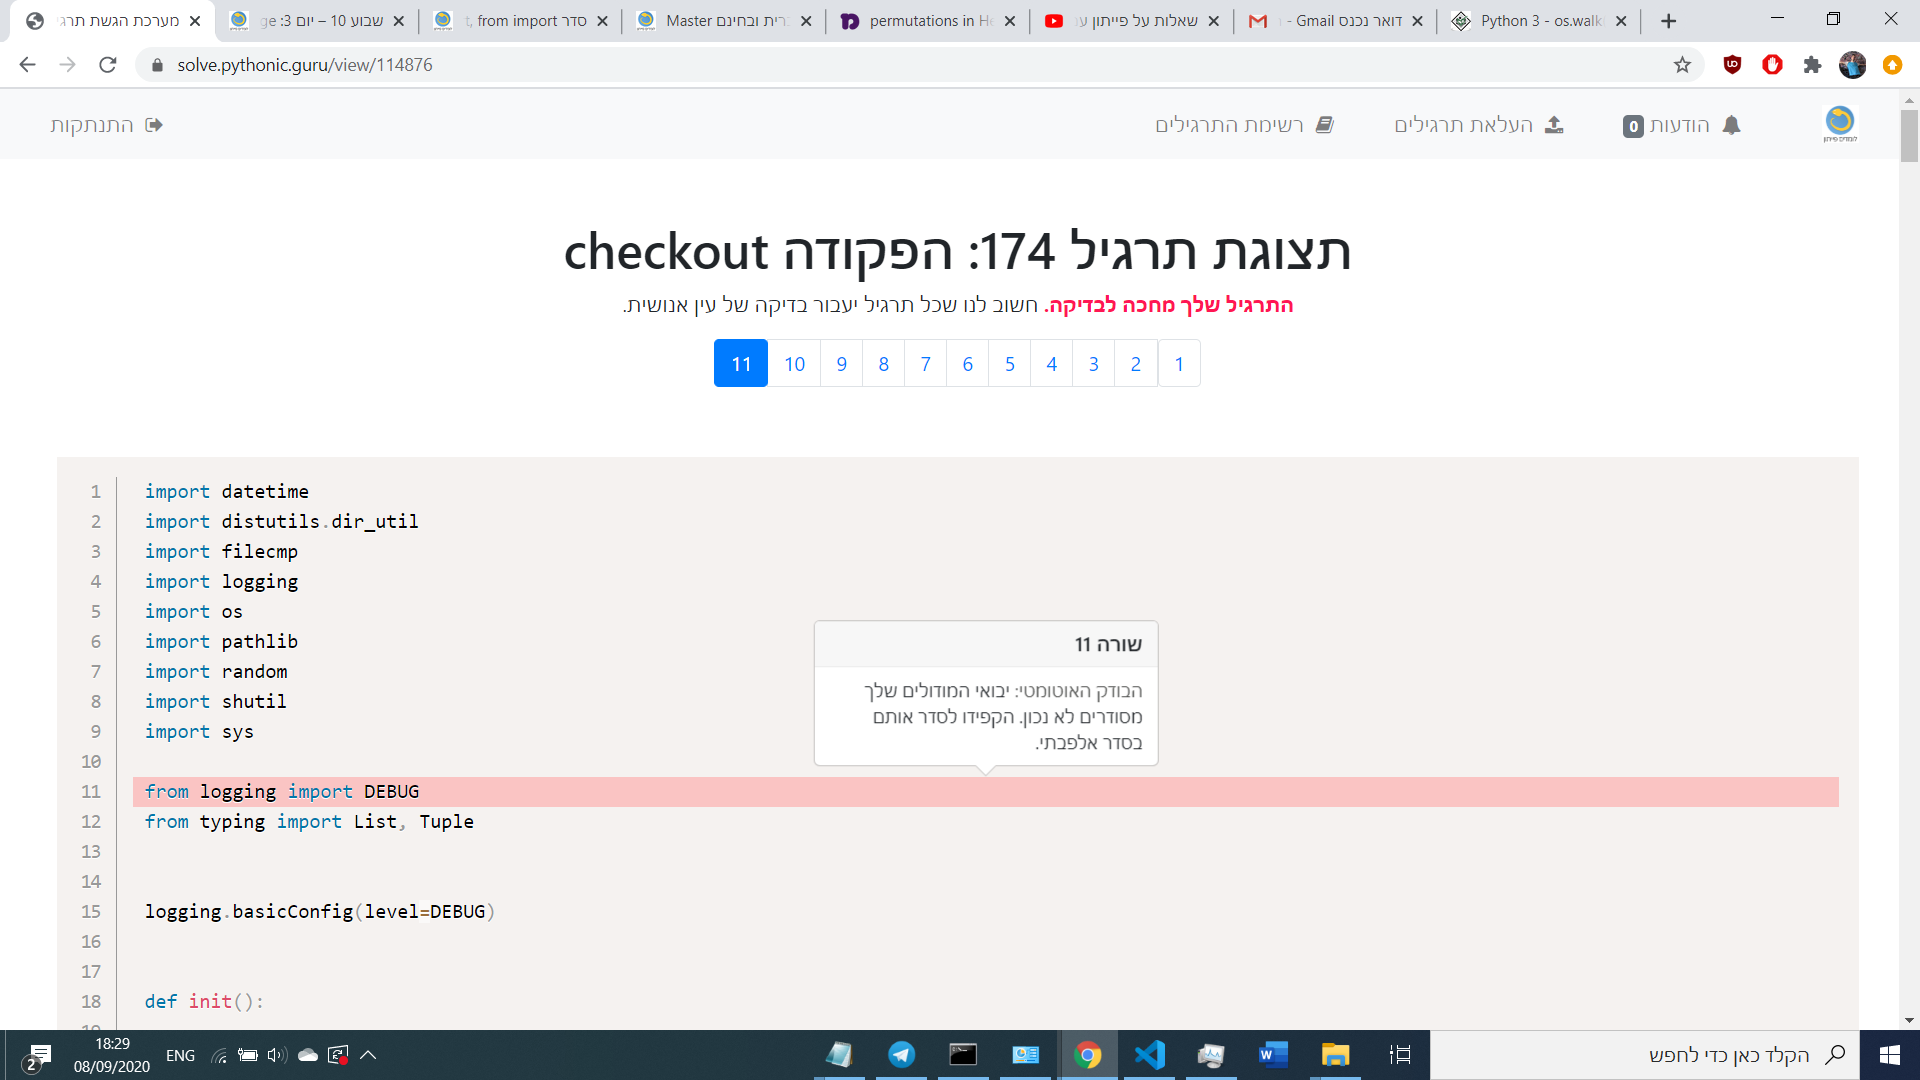 מערכת הגשת תרגי
שבוע 10 – יום 3: ge
סדר t, from import
Master ברית ובחינם
permutations in He
שאלות על פייתון ענ
דואר נכנס - Gmail
Python 3 - os.walk
solve.pythonic.guru/view/114876
הודעות 0
העלאת תרגילים
רשימת התרגילים
התנתקות
תצוגת תרגיל 174: הפקודה checkout
התרגיל שלך מחכה לבדיקה. חשוב לנו שכל תרגיל יעבור בדיקה של עין אנושית.
1 2 3 4 5 6 7 8 9 10 11
1 import datetime
2 import distutils.dir_util
3 import filecmp
4 import logging
5 import os
6 import pathlib
7 import random
8 import shutil
9 import sys
10
שורה 11
הבודק האוטומטי: יבואי המודולים שלך
מסודרים לא נכון. הקפידו לסדר אותם
בסדר אלפבתי.
11 from logging import DEBUG
12 from typing import List, Tuple
13
14
15 logging.basicConfig(level=DEBUG)
16
17
18 def init():
הקלד כאן כדי לחפש
ENG
18:29
08/09/2020
2